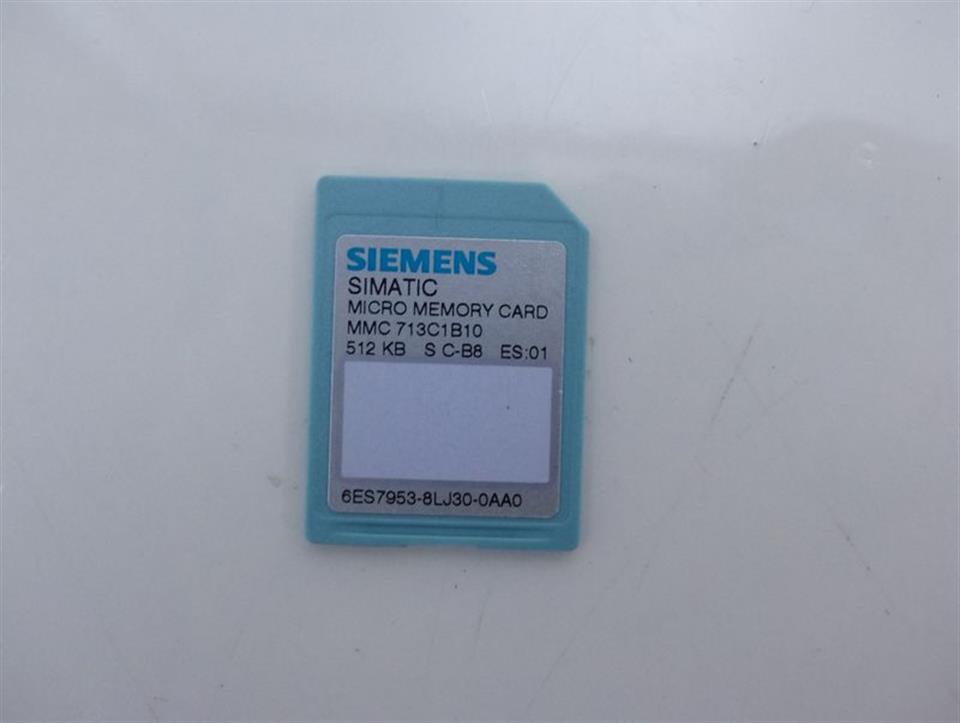 SIEMENS
SIMATIC
MICRO MEMORY CARD
MMC 713C1B10
512 KB S C-B8 ES:01
6ES7953-8LJ30-0AA0